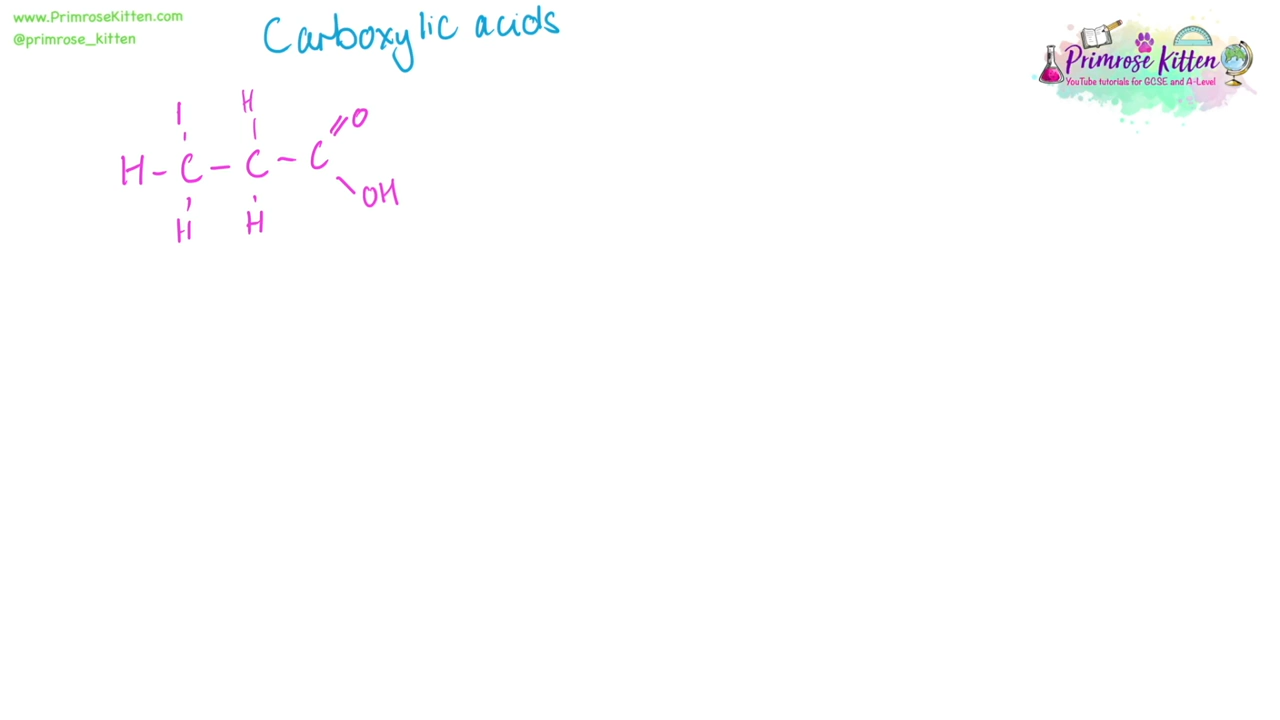 www.PrimroseKitten.com
@primrose_kitten
Carboxylic acids
Primrose Kitten
YouTube tutorials for GCSE and A-Level
H
O
H - C - C - C
OH
H H